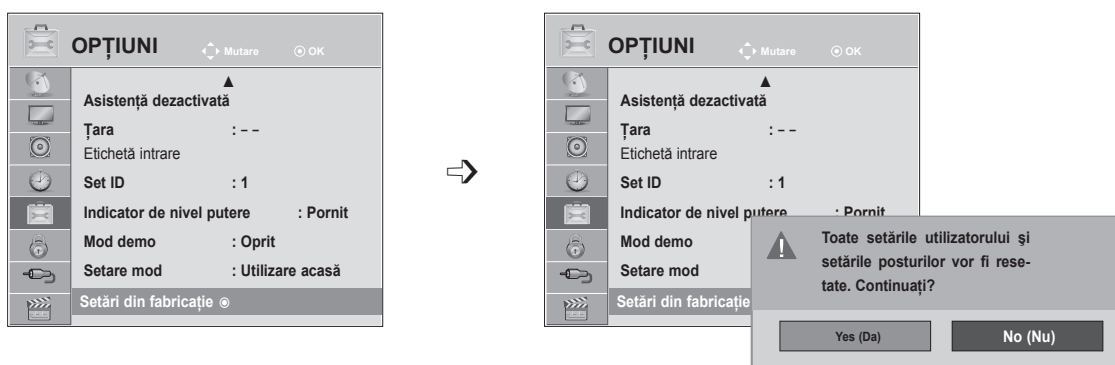 OPȚIUNI Mutare OK
Asistență dezactivată
Țara : – –
Etichetă intrare
Set ID : 1
Indicator de nivel putere : Pornit
Mod demo : Oprit
Setare mod : Utilizare acasă
Setări din fabricație
OPȚIUNI Mutare OK
Asistență dezactivată
Țara : – –
Etichetă intrare
Set ID : 1
Indicator de nivel putere : Pornit
Mod demo
Setare mod
Setări din fabricație
Toate setările utilizatorului şi
setările posturilor vor fi rese-
tate. Continuați?
Yes (Da) No (Nu)